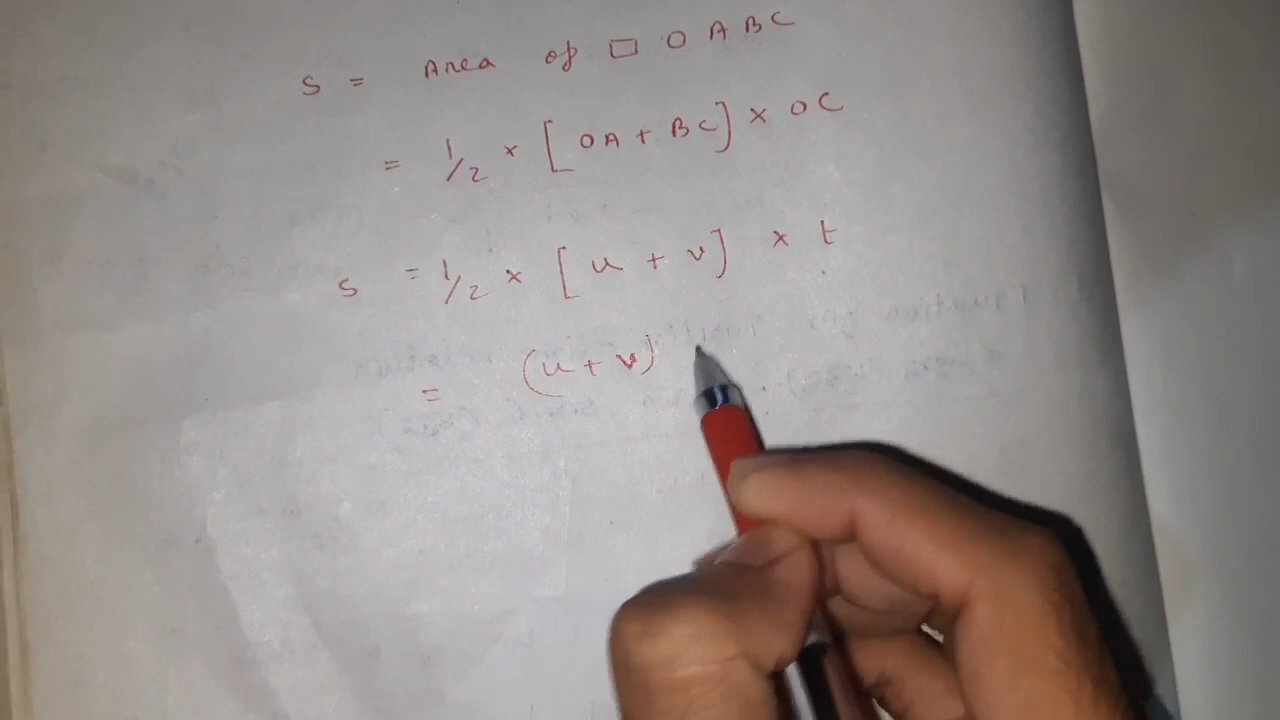 S = Area of □ OABC
= 1/2 × [OA + BC] × OC
S = 1/2 × [u + v] × t
= (u + v)